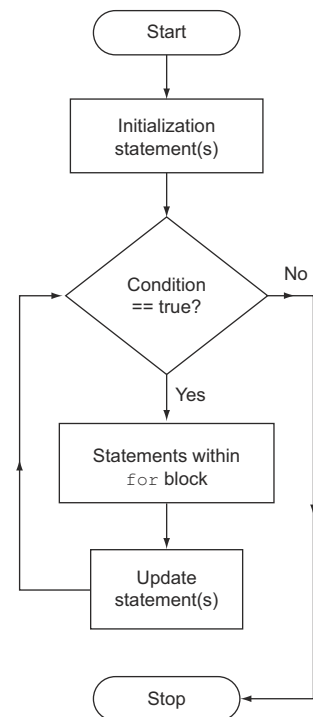 Start
Initialization
statement(s)
Condition
== true?
No
Yes
Statements within
for block
Update
statement(s)
Stop